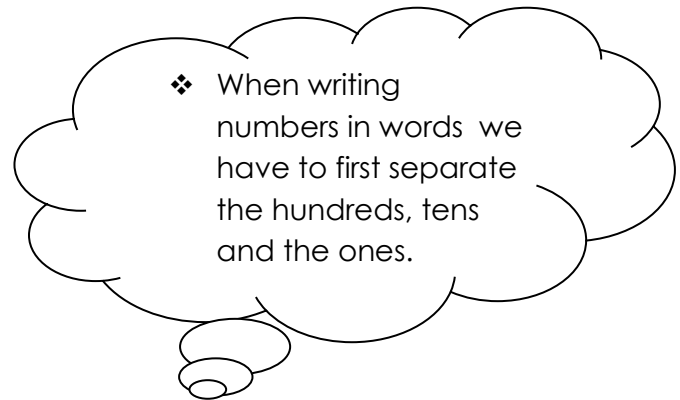 ❖ When writing
numbers in words  we
have to first separate
the hundreds, tens
and the ones.